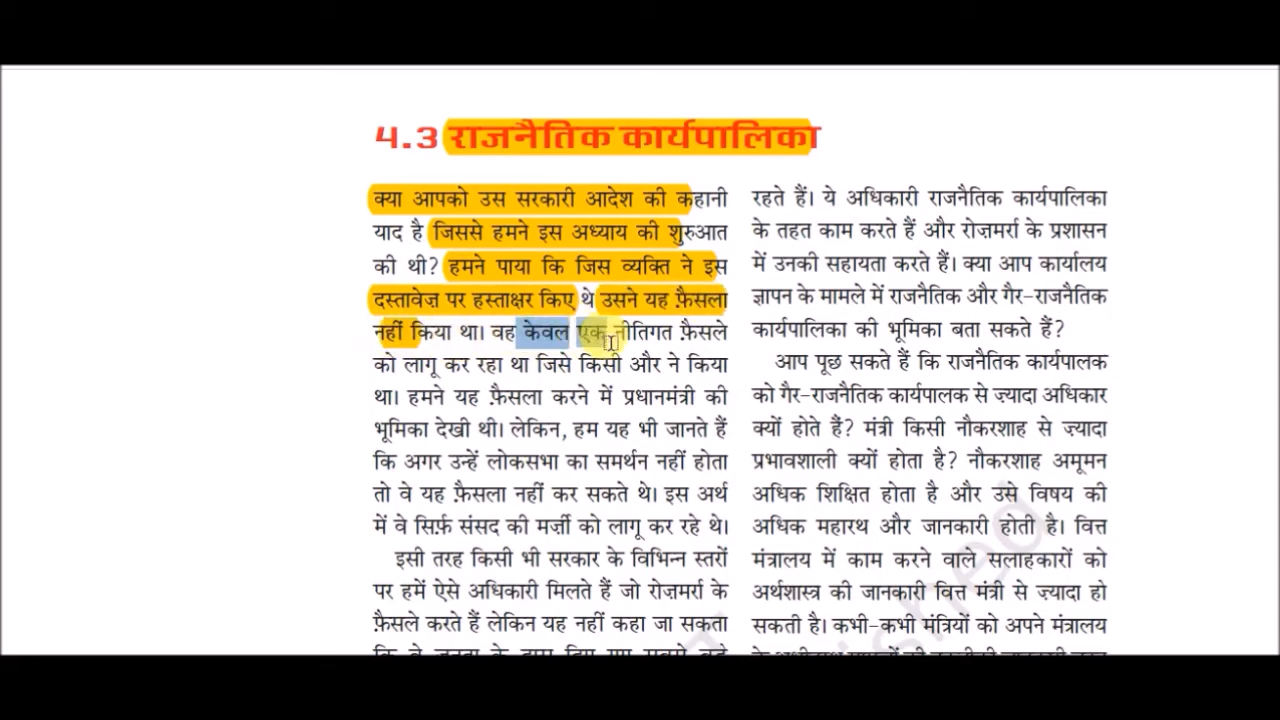 4.3 राजनैतिक कार्यपालिका
क्या आपको उस सरकारी आदेश की कहानी
याद है जिससे हमने इस अध्याय की शुरुआत
की थी? हमने पाया कि जिस व्यक्ति ने इस
दस्तावेज़ पर हस्ताक्षर किए थे उसने यह फ़ैसला
नहीं किया था। वह केवल एक नीतिगत फ़ैसले
को लागू कर रहा था जिसे किसी और ने किया
था। हमने यह फ़ैसला करने में प्रधानमंत्री की
भूमिका देखी थी। लेकिन, हम यह भी जानते हैं
कि अगर उन्हें लोकसभा का समर्थन नहीं होता
तो वे यह फ़ैसला नहीं कर सकते थे। इस अर्थ
में वे सिर्फ़ संसद की मर्ज़ी को लागू कर रहे थे।
इसी तरह किसी भी सरकार के विभिन्न स्तरों
पर हमें ऐसे अधिकारी मिलते हैं जो रोज़मर्रा के
फ़ैसले करते हैं लेकिन यह नहीं कहा जा सकता
रहते हैं। ये अधिकारी राजनैतिक कार्यपालिका
के तहत काम करते हैं और रोज़मर्रा के प्रशासन
में उनकी सहायता करते हैं। क्या आप कार्यालय
ज्ञापन के मामले में राजनैतिक और गैर-राजनैतिक
कार्यपालिका की भूमिका बता सकते हैं?
आप पूछ सकते हैं कि राजनैतिक कार्यपालक
को गैर-राजनैतिक कार्यपालक से ज़्यादा अधिकार
क्यों होते हैं? मंत्री किसी नौकरशाह से ज़्यादा
प्रभावशाली क्यों होता है? नौकरशाह अमूमन
अधिक शिक्षित होता है और उसे विषय की
अधिक महारथ और जानकारी होती है। वित्त
मंत्रालय में काम करने वाले सलाहकारों को
अर्थशास्त्र की जानकारी वित्त मंत्री से ज़्यादा हो
सकती है। कभी-कभी मंत्रियों को अपने मंत्रालय